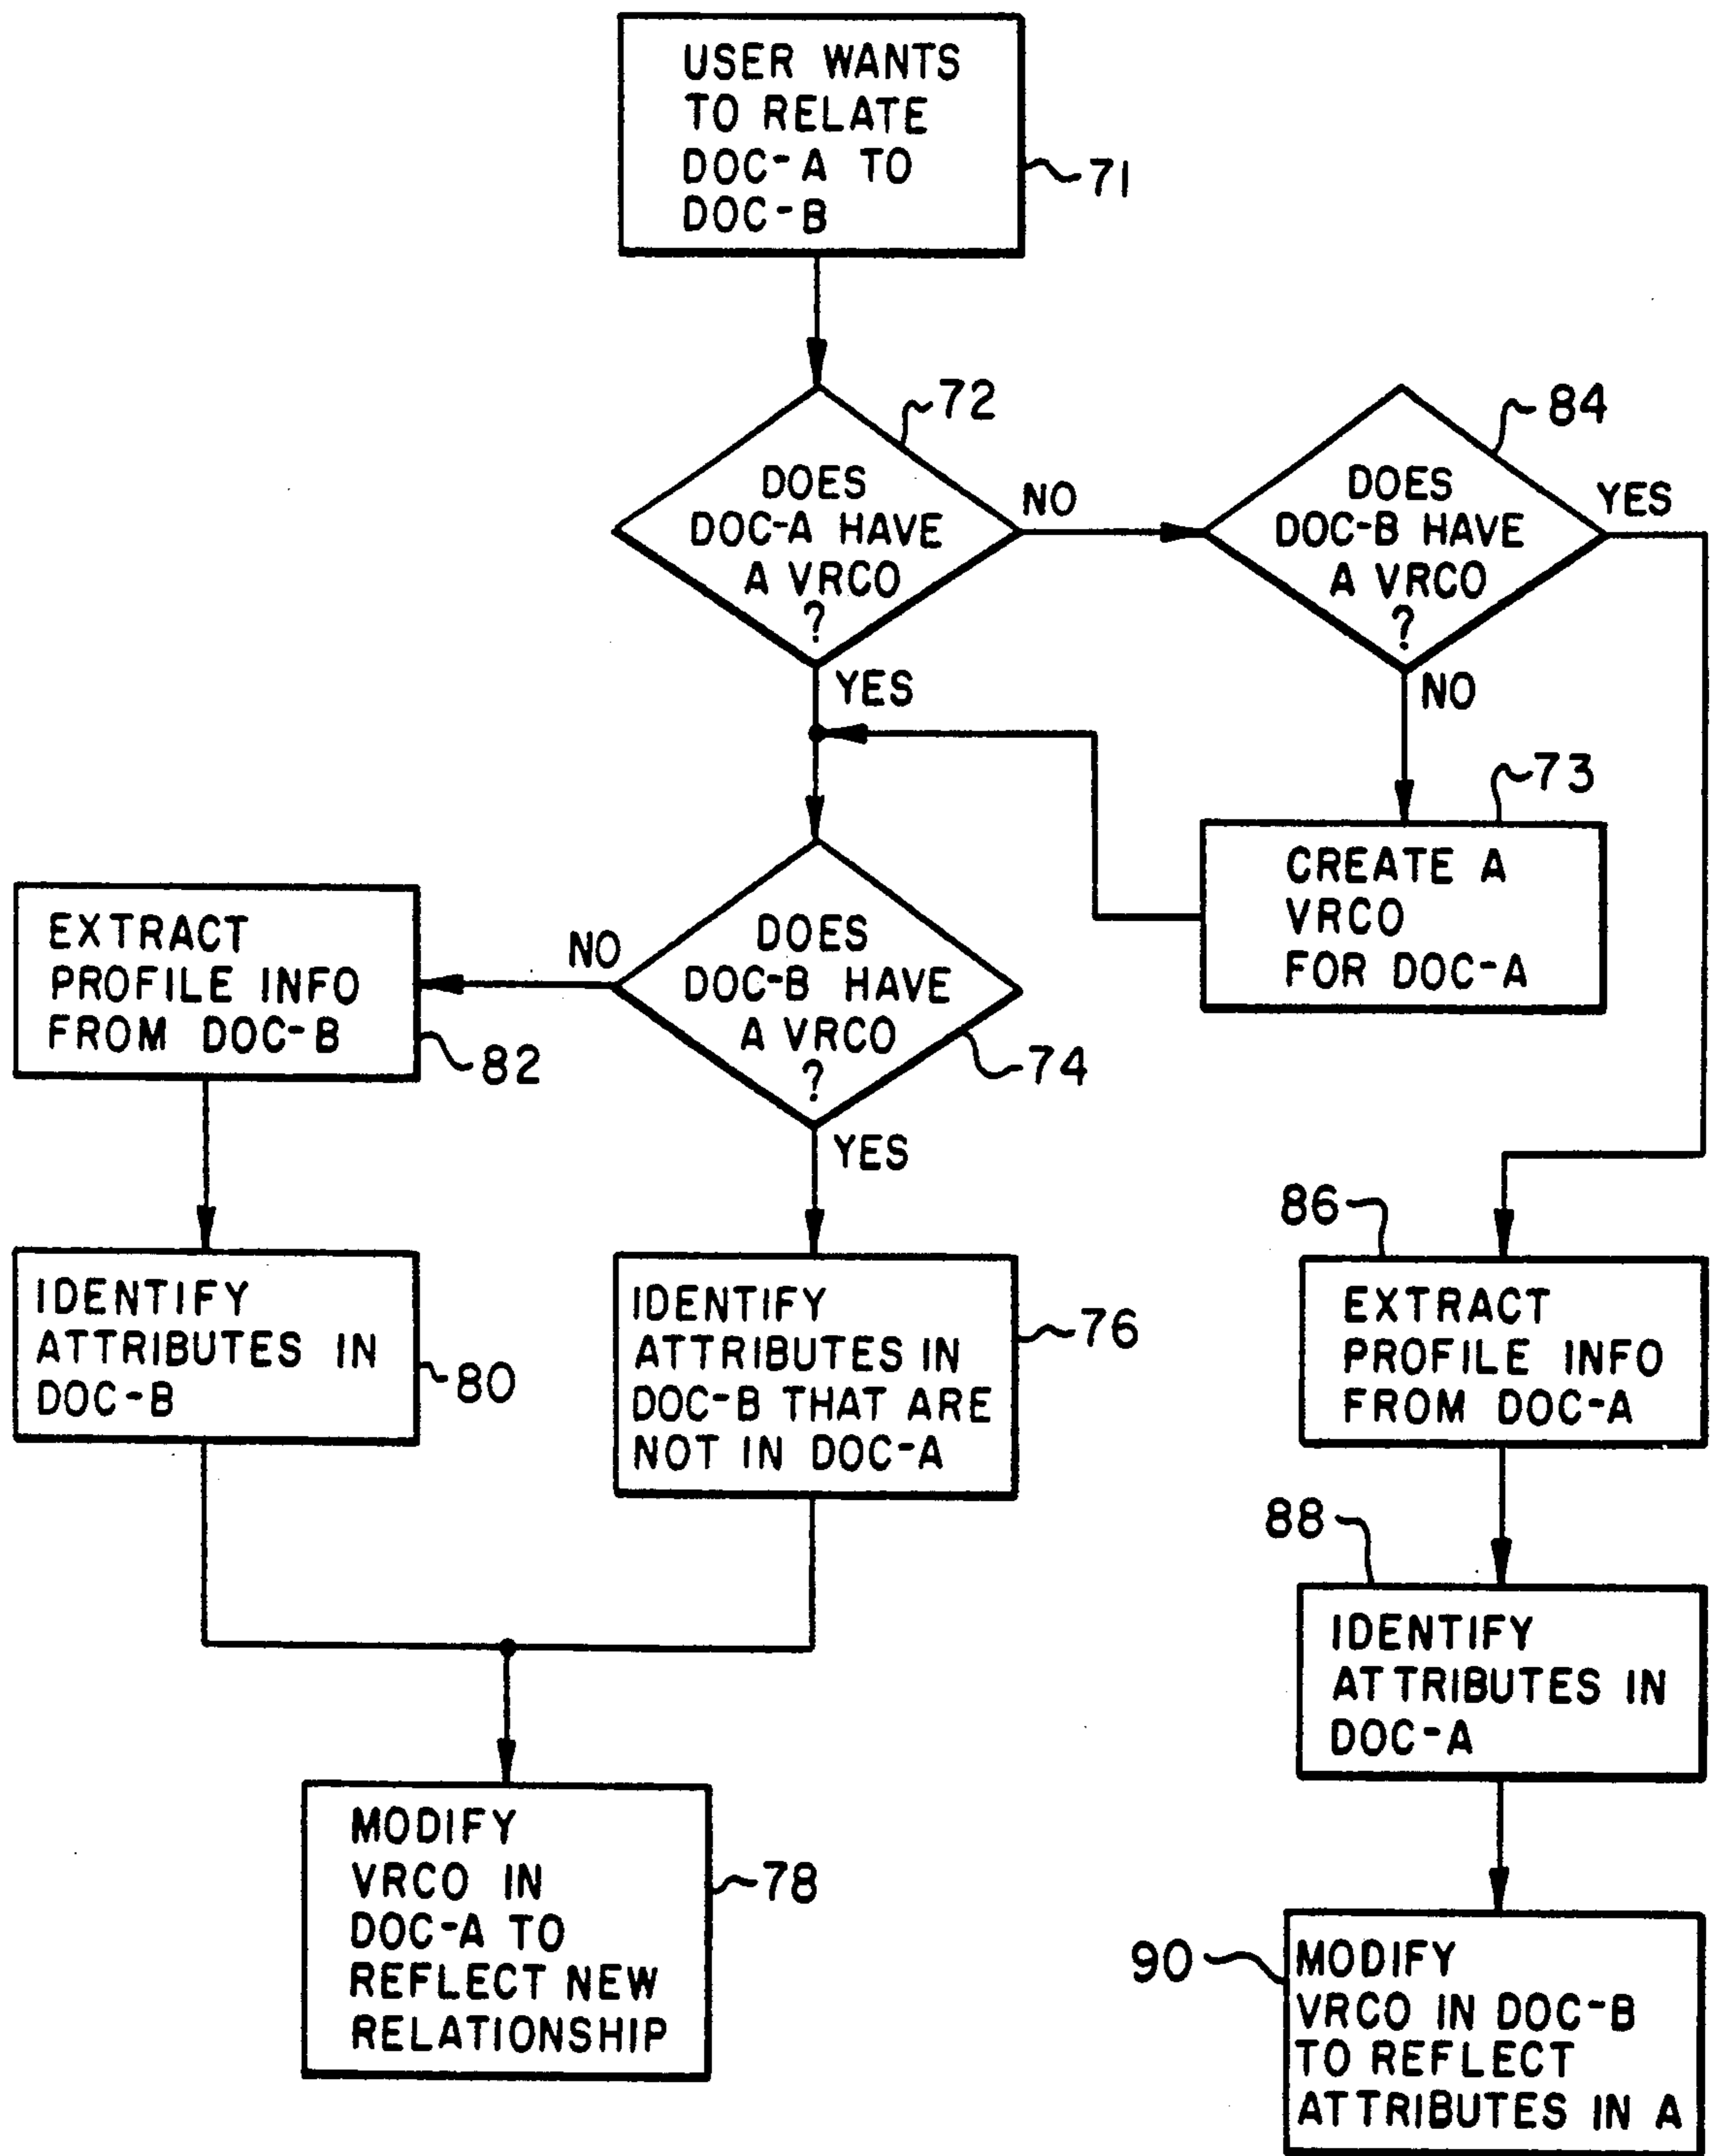 USER WANTS
TO RELATE
DOC-A TO
DOC-B
71
72
DOES
DOC-A HAVE
A VRCO
?
NO
YES
84
DOES
DOC-B HAVE
A VRCO
?
YES
NO
73
CREATE A
VRCO
FOR DOC-A
DOES
DOC-B HAVE
A VRCO
?
74
NO
YES
EXTRACT
PROFILE INFO
FROM DOC-B
82
IDENTIFY
ATTRIBUTES IN
DOC-B
80
IDENTIFY
ATTRIBUTES IN
DOC-B THAT ARE
NOT IN DOC-A
76
86
EXTRACT
PROFILE INFO
FROM DOC-A
88
IDENTIFY
ATTRIBUTES IN
DOC-A
MODIFY
VRCO IN
DOC-A TO
REFLECT NEW
RELATIONSHIP
78
90
MODIFY
VRCO IN DOC-B
TO REFLECT
ATTRIBUTES IN A